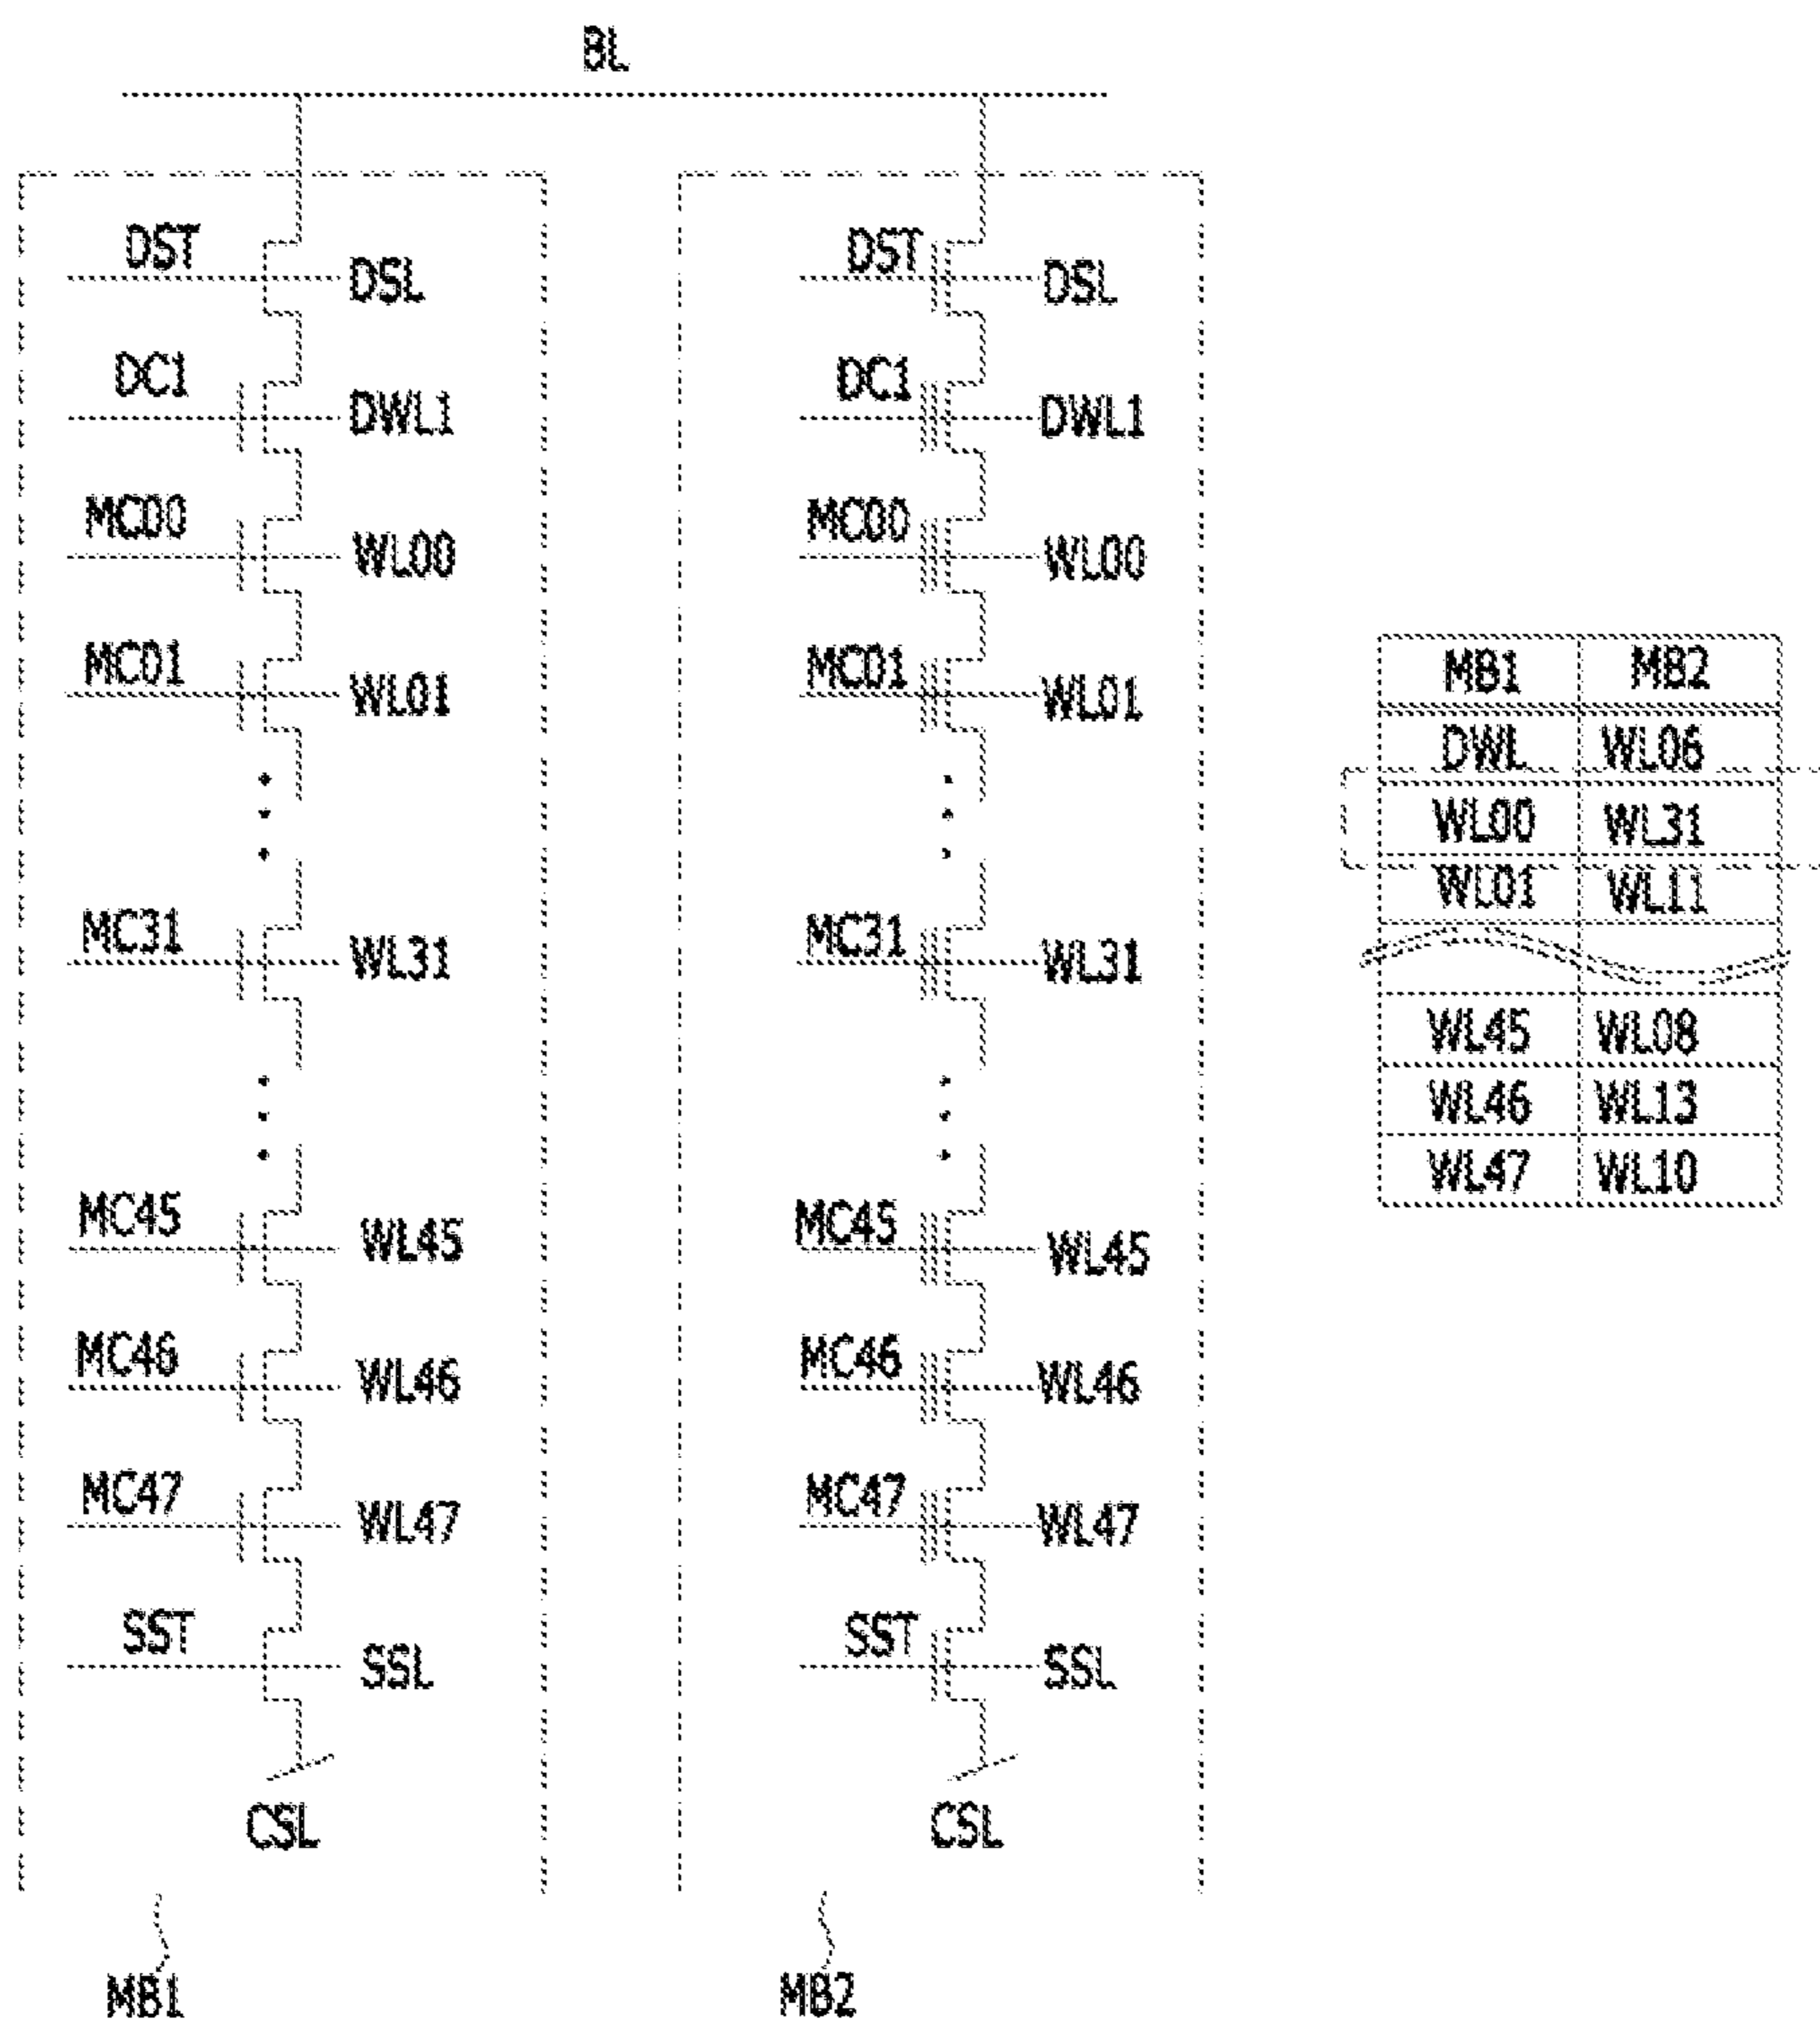 BL
DST DSL
DC1 DWL1
MC00 WL00
MC01 WL01
MC31 WL31
MC45 WL45
MC46 WL46
MC47 WL47
SST SSL
CSL
MB1
DST DSL
DC1 DWL1
MC00 WL00
MC01 WL01
MC31 WL31
MC45 WL45
MC46 WL46
MC47 WL47
SST SSL
CSL
MB2
MB1 MB2
DWL WL06
WL00 WL31
WL01 WL11
WL45 WL08
WL46 WL13
WL47 WL10